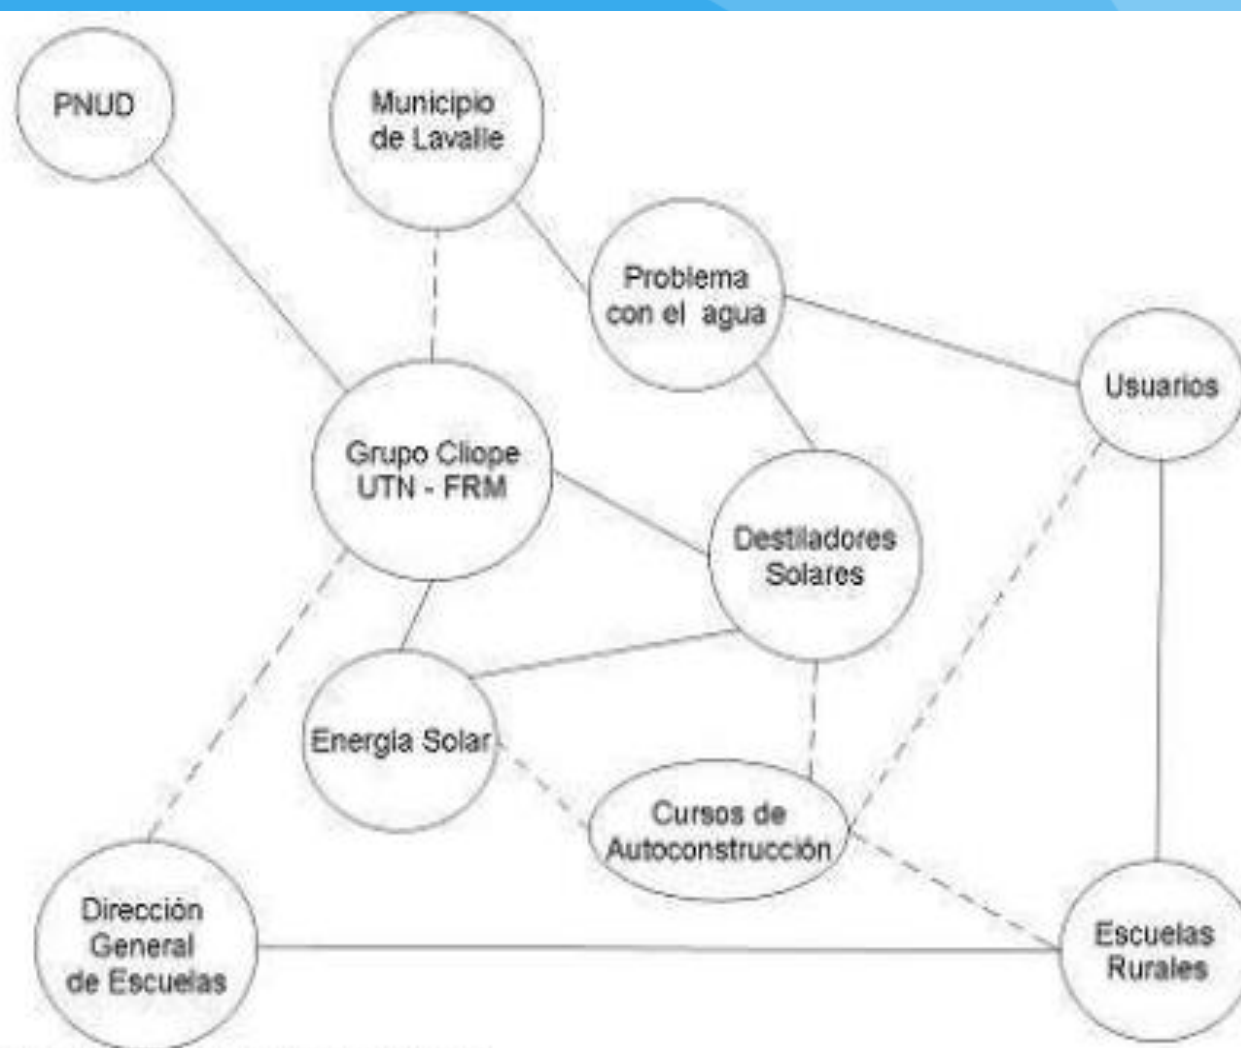 PNUD
Municipio
de Lavalle
Problema
con el agua
Usuarios
Grupo Cliope
UTN - FRM
Destiladores
Solares
Energia Solar
Cursos de
Autoconstrucción
Dirección
General
de Escuelas
Escuelas
Rurales